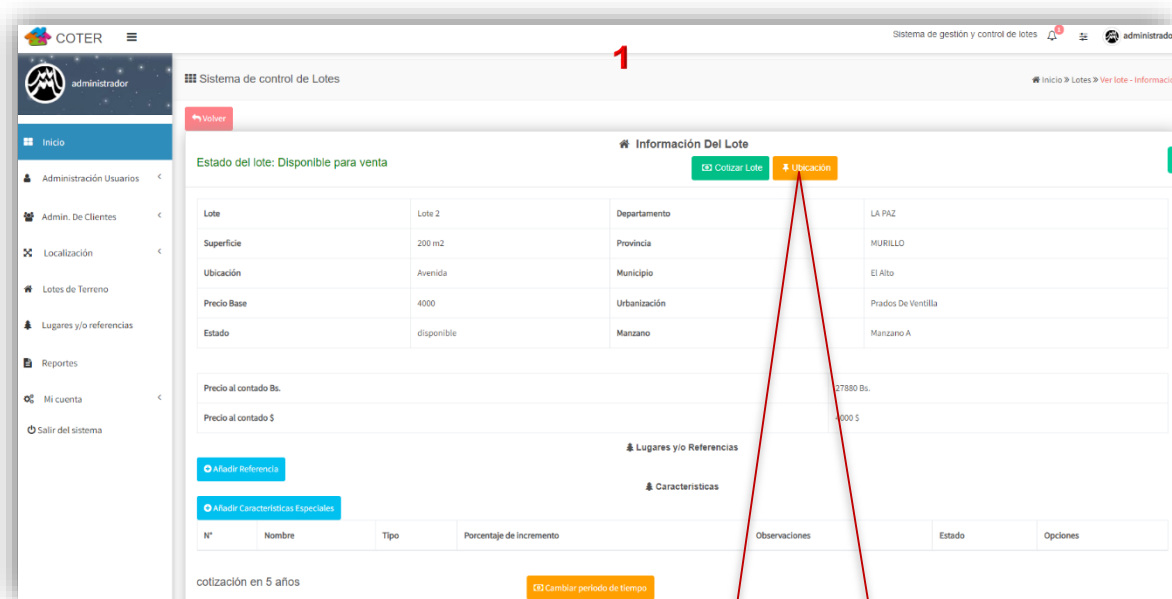 1
COTER
Sistema de gestión y control de lotes
administrado
administrador
Sistema de control de Lotes
Inicio » Lotes » Ver lote - Informació
Volver
Inicio
Administración Usuarios
Admin. De Clientes
Localización
Lotes de Terreno
Lugares y/o referencias
Reportes
Mi cuenta
Salir del sistema
Información Del Lote
Estado del lote: Disponible para venta
Cotizar Lote
Ubicación
Lote Lote 2 Departamento LA PAZ
Superficie 200 m2 Provincia MURILLO
Ubicación Avenida Municipio El Alto
Precio Base 4000 Urbanización Prados De Ventilla
Estado disponible Manzano Manzano A
Precio al contado Bs. 27880 Bs.
Precio al contado $ 4000 $
Lugares y/o Referencias
Añadir Referencia
Características
Añadir Características Especiales
N° Nombre Tipo Porcentaje de incremento Observaciones Estado Opciones
cotización en 5 años
Cambiar periodo de tiempo